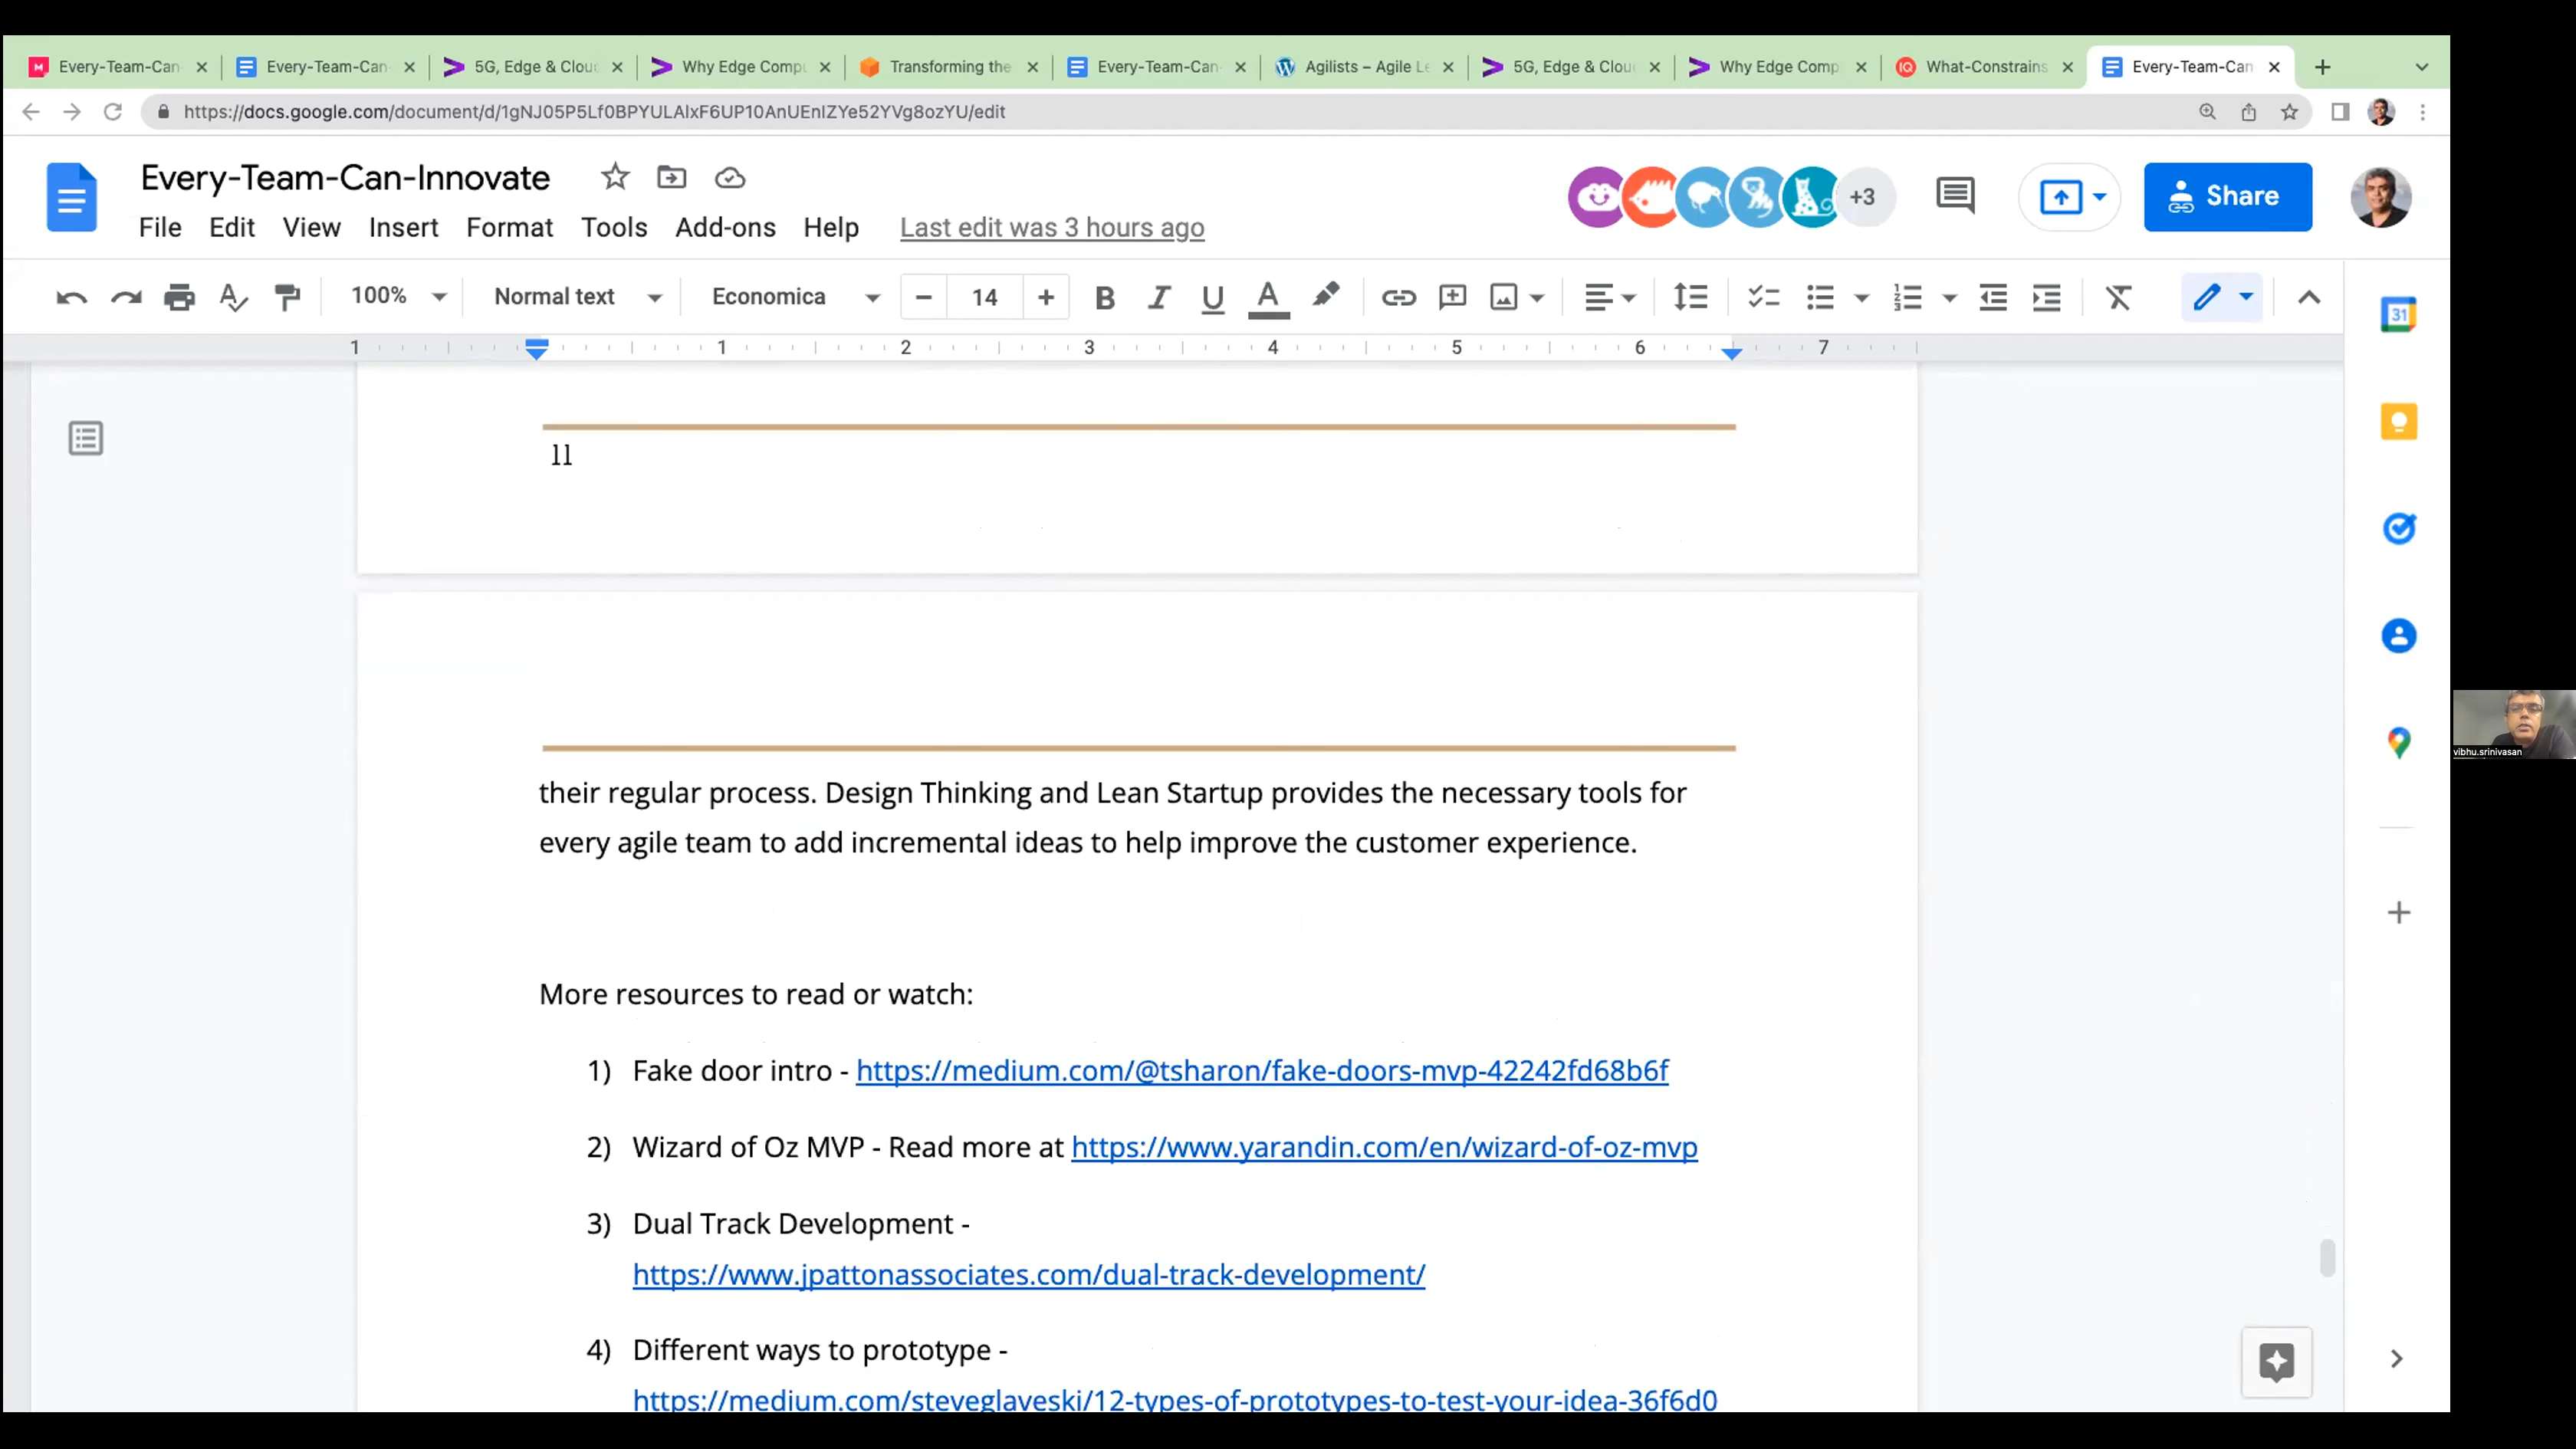 Every-Team-Can
Every-Team-Can
5G, Edge & Clou
Why Edge Compu
Transforming the
Every-Team-Can
Agilists – Agile Le
5G, Edge & Clou
Why Edge Comp
What-Constrains
Every-Team-Can
https://docs.google.com/document/d/1gNJ05P5Lf0BPYULAIxF6UP10AnUEnIZYe52YVg8ozYU/edit
Every-Team-Can-Innovate
+3
Share
File Edit View Insert Format Tools Add-ons Help Last edit was 3 hours ago
100% Normal text Economica 14
1 1 2 3 4 5 6 7
31
11
their regular process. Design Thinking and Lean Startup provides the necessary tools for
every agile team to add incremental ideas to help improve the customer experience.
vibhu.srinivasan
More resources to read or watch:
1) Fake door intro - https://medium.com/@tsharon/fake-doors-mvp-42242fd68b6f
2) Wizard of Oz MVP - Read more at https://www.yarandin.com/en/wizard-of-oz-mvp
3) Dual Track Development -
https://www.jpattonassociates.com/dual-track-development/
4) Different ways to prototype -
https://medium.com/steveglaveski/12-types-of-prototypes-to-test-your-idea-36f6d0